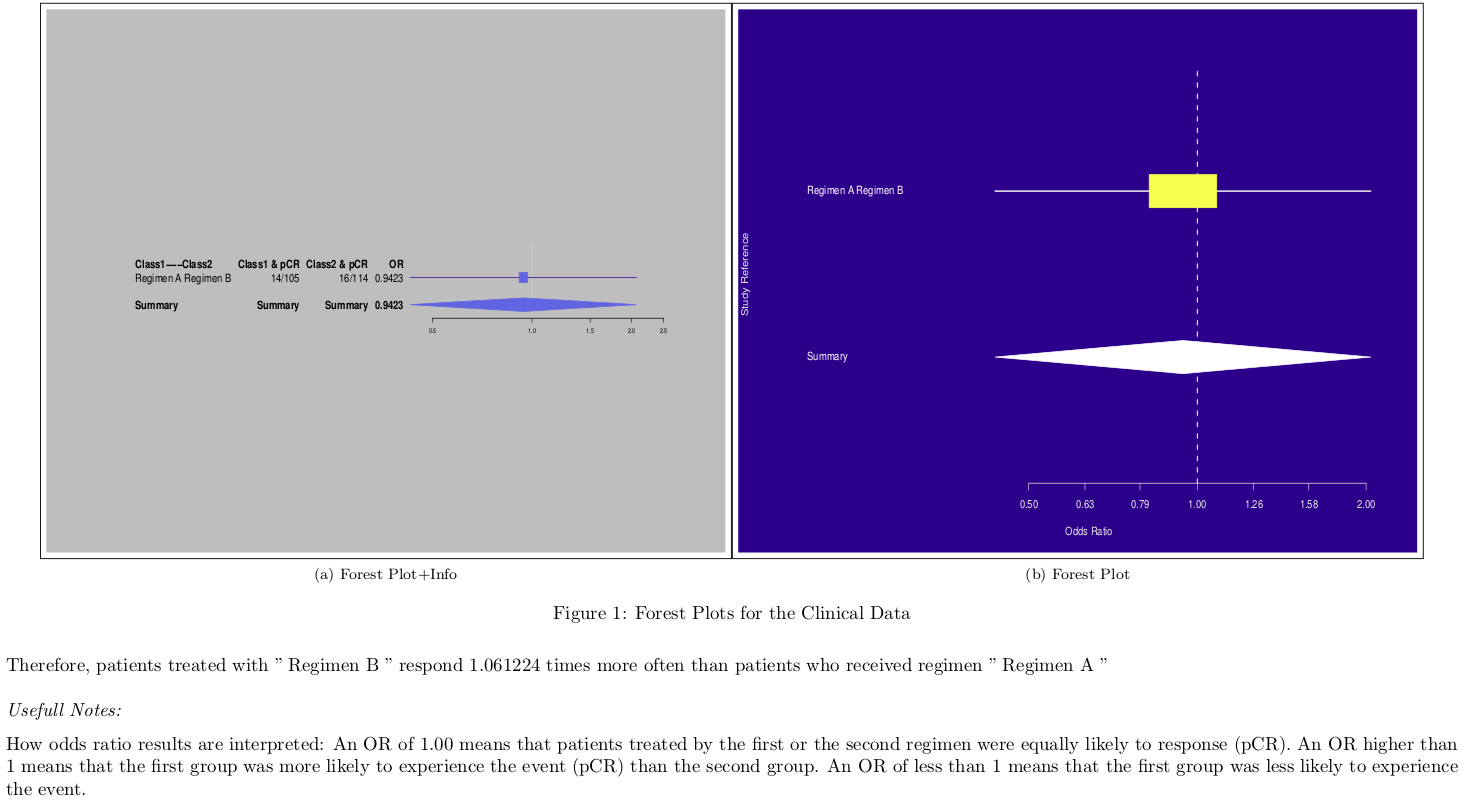 Class1−−−Class2 Class1 & pCR Class2 & pCR OR
Regimen A Regimen B 14/105 16/114 0.9423
Summary Summary Summary 0.9423
0.5 1.0 1.5 2.0 2.5
Study Reference
Regimen A Regimen B
Summary
0.50 0.63 0.79 1.00 1.26 1.58 2.00
Odds Ratio
(a) Forest Plot+Info
(b) Forest Plot
Figure 1: Forest Plots for the Clinical Data
Therefore, patients treated with ” Regimen B ” respond 1.061224 times more often than patients who received regimen ” Regimen A ”
Usefull Notes:
How odds ratio results are interpreted: An OR of 1.00 means that patients treated by the first or the second regimen were equally likely to response (pCR). An OR higher than
1 means that the first group was more likely to experience the event (pCR) than the second group. An OR of less than 1 means that the first group was less likely to experience
the event.